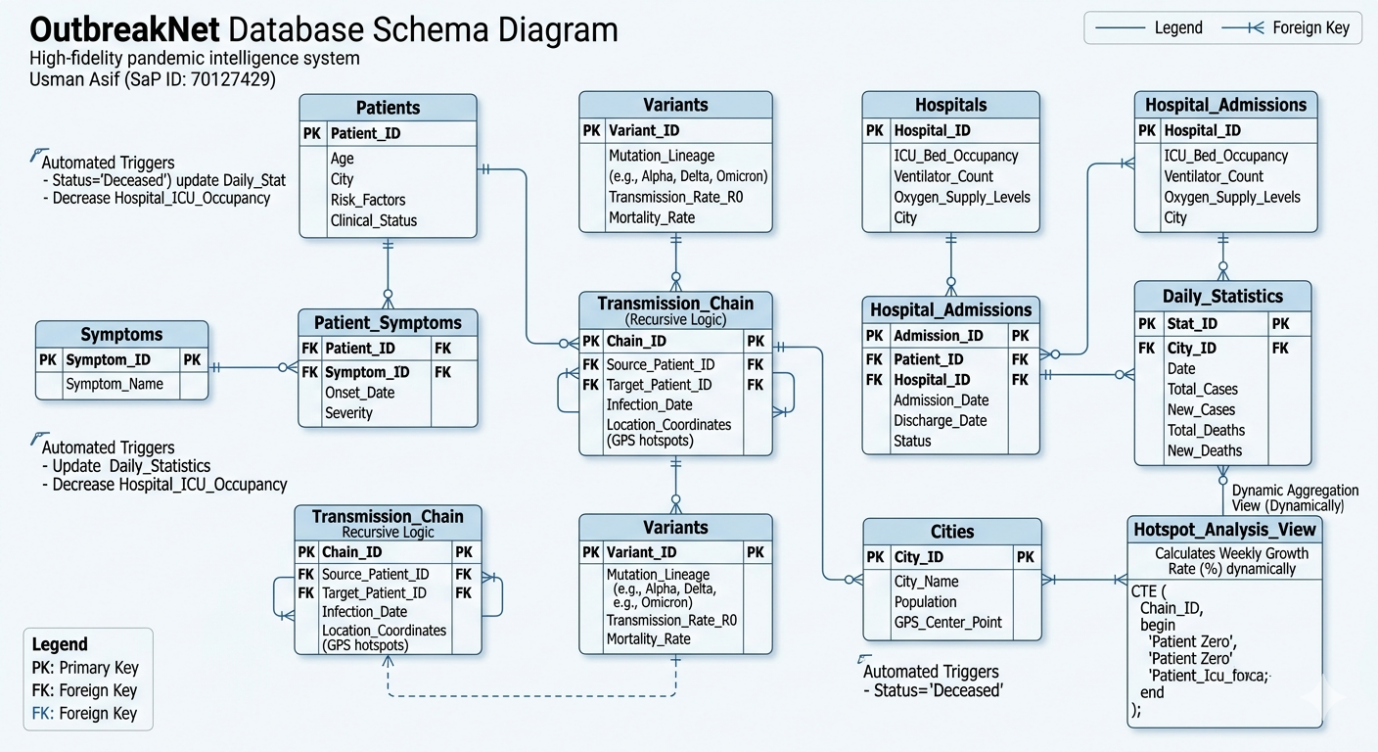 OutbreakNet Database Schema Diagram
High-fidelity pandemic intelligence system
Usman Asif (SaP ID: 70127429)
Legend
Foreign Key
Automated Triggers
- Status='Deceased') update Daily_Stat
- Decrease Hospital_ICU_Occupancy
Patients
PK Patient_ID
Age
City
Risk_Factors
Clinical_Status
Variants
PK Variant_ID
Mutation_Lineage
(e.g., Alpha, Delta, Omicron)
Transmission_Rate_R0
Mortality_Rate
Hospitals
PK Hospital_ID
ICU_Bed_Occupancy
Ventilator_Count
Oxygen_Supply_Levels
City
Hospital_Admissions
PK Hospital_ID
ICU_Bed_Occupancy
Ventilator_Count
Oxygen_Supply_Levels
City
Symptoms
PK Symptom_ID PK
Symptom_Name
Patient_Symptoms
FK Patient_ID FK
FK Symptom_ID FK
Onset_Date
Severity
Transmission_Chain
(Recursive Logic)
PK Chain_ID PK
FK Source_Patient_ID FK
FK Target_Patient_ID FK
Infection_Date
Location_Coordinates
(GPS hotspots)
Hospital_Admissions
PK Admission_ID PK
FK Patient_ID FK
FK Hospital_ID FK
Admission_Date
Discharge_Date
Status
Daily_Statistics
PK Stat_ID PK
FK City_ID FK
Date
Total_Cases
New_Cases
Total_Deaths
New_Deaths
Automated Triggers
- Update Daily_Statistics
- Decrease Hospital_ICU_Occupancy
Transmission_Chain
Recursive Logic
PK Chain_ID PK
FK Source_Patient_ID FK
FK Target_Patient_ID FK
Infection_Date
Location_Coordinates
(GPS hotspots)
Variants
PK Variant_ID PK
Mutation_Lineage
(e.g., Alpha, Delta,
e.g., Omicron)
Transmission_Rate_R0
Mortality_Rate
Cities
PK City_ID PK
City_Name
Population
GPS_Center_Point
Automated Triggers
- Status='Deceased'
Dynamic Aggregation
View (Dynamically)
Hotspot_Analysis_View
Calculates Weekly Growth
Rate (%) dynamically
CTE (
Chain_ID,
begin
'Patient Zero',
'Patient Zero'
'Patient_Icu_forca;
end
);
Legend
PK: Primary Key
FK: Foreign Key
FK: Foreign Key